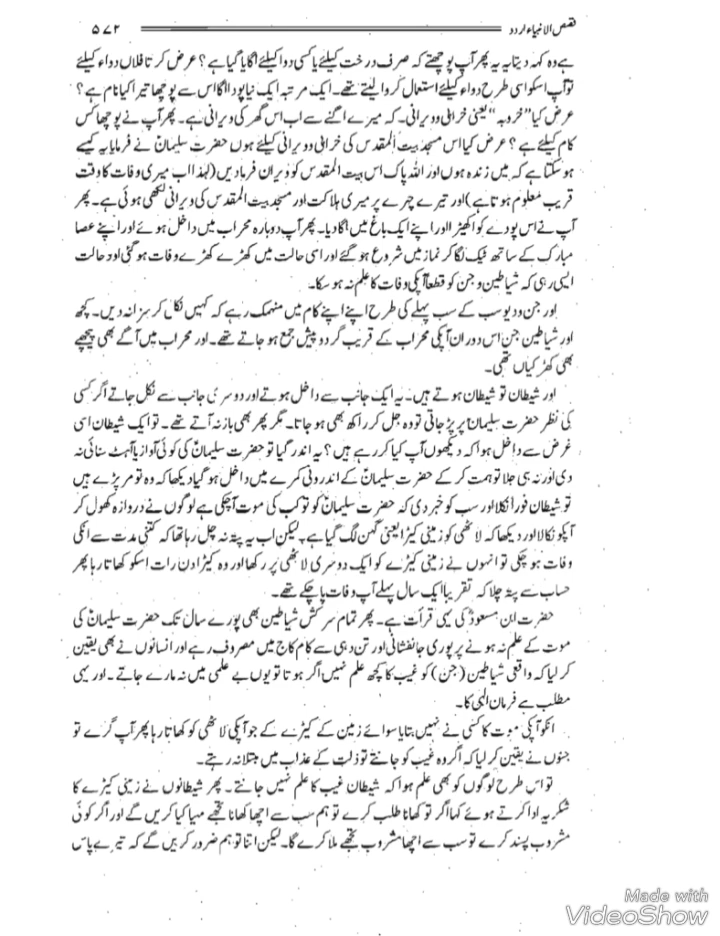 قصص الانبیاء اردو ۵۷۲
ہے وہ کہہ دیتا یہ یہ پھر آپ پوچھتے کہ صرف درخت کیلئے یا کسی دوا کیلئے اگایا گیا ہے؟ عرض کرتا فلاں دواء کیلئے
تو آپ اسکو اسی طرح دواء کیلئے استعمال کروا لیتے تھے۔ ایک مرتبہ ایک نیا پودا اگا اس سے پوچھا تیرا کیا نام ہے؟
عرض کیا "خروبہ" یعنی خرابی و ویرانی۔ کہ میرے اگنے سے اب اس گھر کی ویرانی ہے۔ پھر آپ نے پوچھا کس
کام کیلئے ہے؟ عرض کیا اس مسجد بیت المقدس کی خرابی و ویرانی کیلئے ہوں حضرت سلیمانؑ نے فرمایا یہ کیسے
ہو سکتا ہے کہ میں زندہ ہوں اور اللہ پاک اس بیت المقدس کو ویران فرما دیں (لہذا اب میری وفات کا وقت
قریب معلوم ہوتا ہے) اور تیرے چہرے پر میری ہلاکت اور مسجد بیت المقدس کی ویرانی لکھی ہوئی ہے۔ پھر
آپ نے اس پودے کو اکھیڑا اور اپنے ایک باغ میں اگا دیا۔ پھر آپ دوبارہ محراب میں داخل ہوئے اور اپنے عصا
مبارک کے ساتھ ٹیک لگا کر نماز میں شروع ہو گئے اور اسی حالت میں کھڑے کھڑے وفات ہو گئی اور حالت
ایسی رہی کہ شیاطین و جن کو قطعاً آپکی وفات کا علم نہ ہو سکا۔
اور جن و دیو سب کے سب پہلے کی طرح اپنے اپنے کام میں منہمک رہے کہ کہیں نکل کر سزا نہ دیں۔ کچھ
اور شیاطین جن اس دوران آپکی محراب کے قریب گرد و پیش جمع ہو جاتے تھے۔ اور محراب میں آگے بھی پیچھے
بھی کھڑکیاں تھی۔
اور شیطان تو شیطان ہوتے ہیں۔ یہ ایک جانب سے داخل ہوتے اور دوسری جانب سے نکل جاتے اگر کسی
کی نظر حضرت سلیمانؑ پر پڑ جاتی تو وہ جل کر راکھ بھی ہو جاتا۔ مگر پھر بھی باز نہ آتے تھے۔ تو ایک شیطان اسی
غرض سے داخل ہوا کہ دیکھوں آپ کیا کر رہے ہیں؟ یہ اندر گیا تو حضرت سلیمانؑ کی کوئی آواز یا آہٹ سنائی نہ
دی اور نہ ہی جلا تو ہمت کر کے حضرت سلیمانؑ کے اندرونی کمرے میں داخل ہو گیا دیکھا کہ وہ تو مرے پڑے ہیں
تو شیطان فوراً نکلا اور سب کو خبر دی کہ حضرت سلیمانؑ کو تو کب کی موت آچکی ہے لوگوں نے دروازہ کھول کر
آپکو نکالا اور دیکھا کہ لاٹھی کو زمینی کیڑا یعنی گہن لگ گیا ہے۔ لیکن اب یہ پتہ نہ چل رہا تھا کہ کتنی مدت سے انکی
وفات ہو چکی تو انہوں نے زمینی کیڑے کو ایک دوسری لاٹھی پر رکھا اور وہ کیڑا دن رات اسکو کھاتا رہا پھر
حساب سے پتہ چلا کہ تقریباً ایک سال پہلے آپ وفات پا چکے تھے۔
حضرت ابن مسعودؓ کی یہی قرأت ہے۔ پھر تمام سرکش شیاطین بھی پورے سال تک حضرت سلیمانؑ کی
موت کے علم نہ ہونے پر پوری جانفشانی اور تن دہی سے کام کاج میں مصروف رہے اور انسانوں نے بھی یقین
کر لیا کہ واقعی شیاطین (جن) کو غیب کا کچھ علم نہیں اگر ہوتا تو یوں بے علمی میں نہ مارے جاتے۔ اور یہی
مطلب ہے فرمان الٰہی کا۔
انکو آپکی موت کا کسی نے نہیں بتایا سوائے زمین کے کیڑے کے جو آپکی لاٹھی کو کھاتا رہا پھر آپ گرے تو
جنوں نے یقین کر لیا کہ اگر وہ غیب کو جانتے تو ذلت کے عذاب میں مبتلا نہ رہتے۔
تو اس طرح لوگوں کو بھی علم ہوا کہ شیطان غیب کا علم نہیں جانتے۔ پھر شیطانوں نے زمینی کیڑے کا
شکریہ ادا کرتے ہوئے کہا اگر تو کھانا طلب کرے تو ہم سب سے اچھا کھانا تجھے مہیا کیا کریں گے اور اگر کوئی
مشروب پسند کرے تو سب سے اچھا مشروب تجھے ملا کرے گا۔ لیکن اتنا تو ہم ضرور کریں گے کہ تیرے پاس
Made with
VideoShow